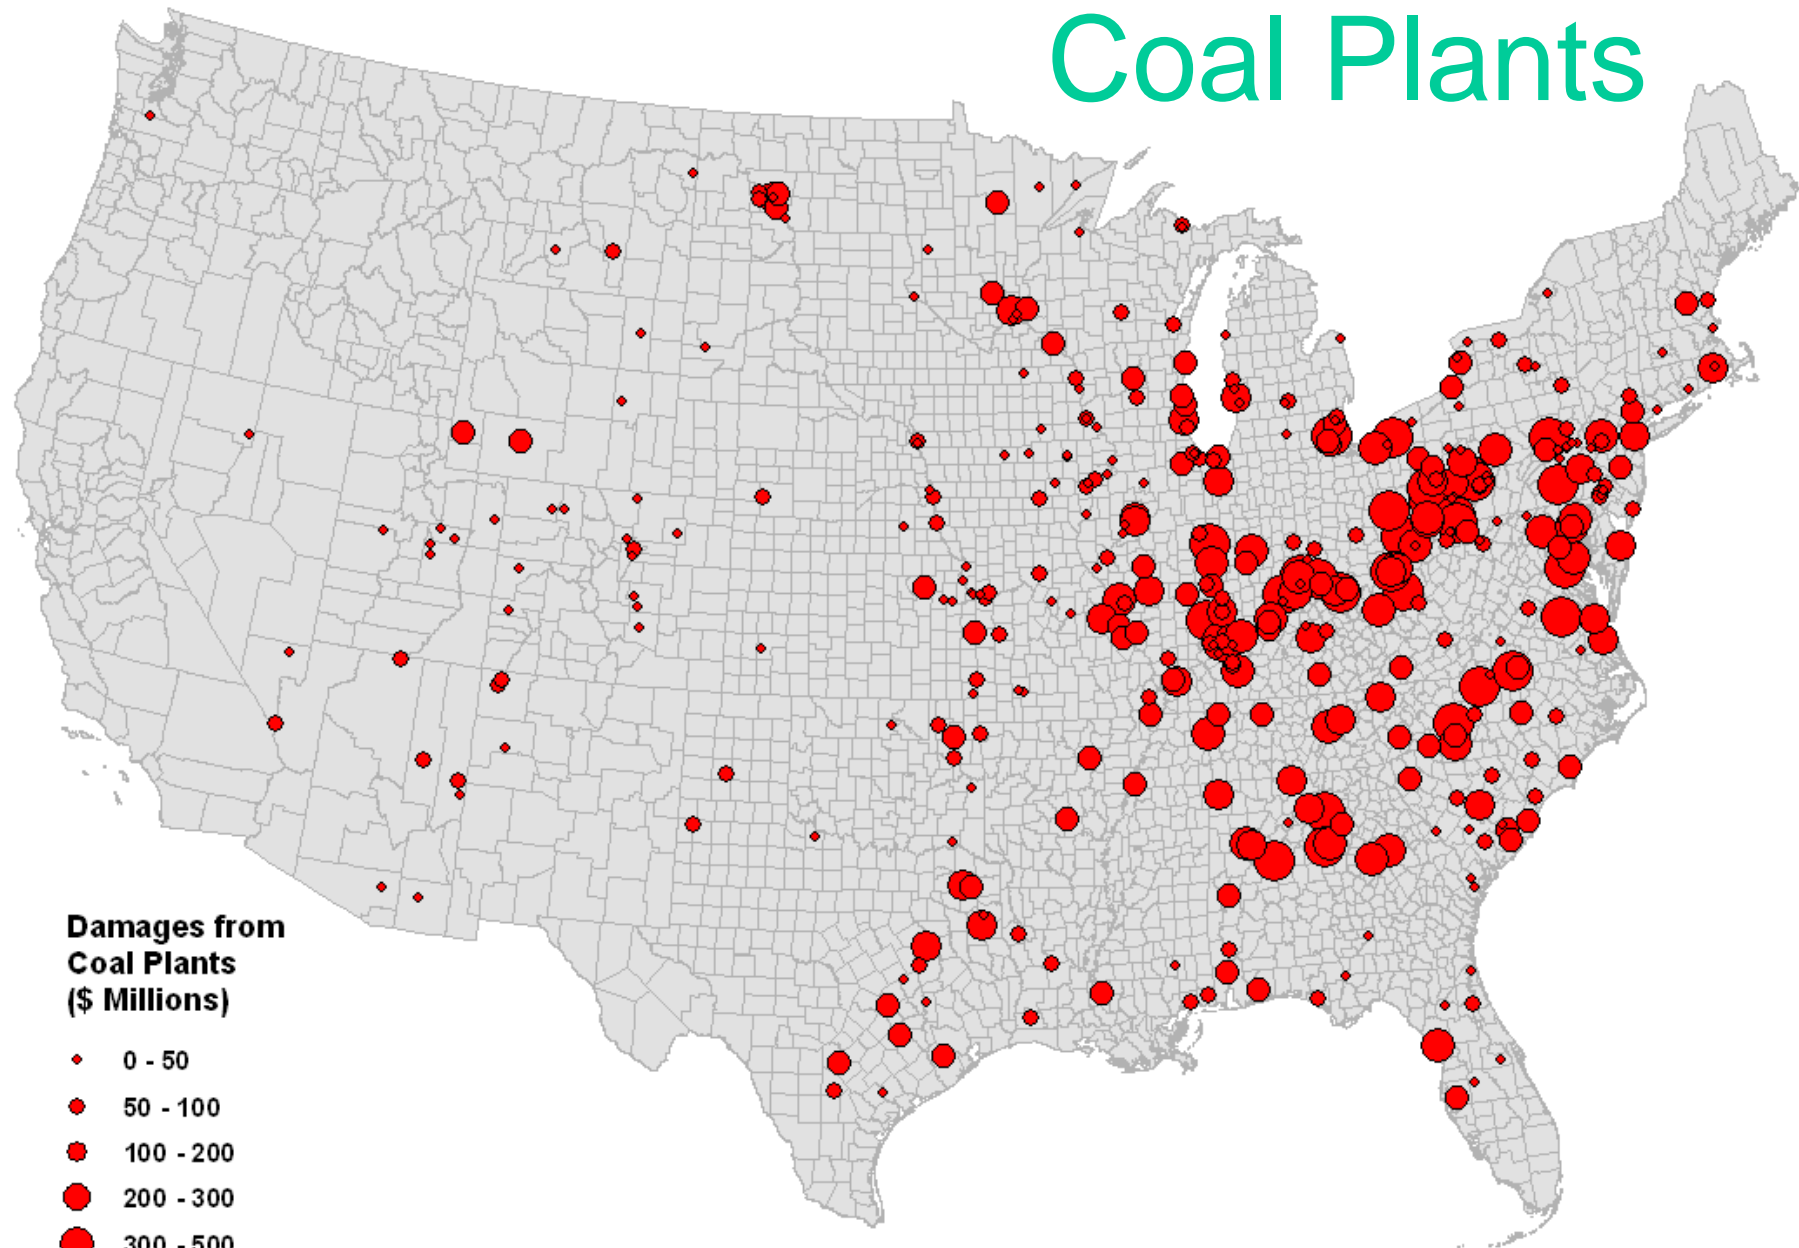 Coal Plants
Damages from
Coal Plants
($ Millions)
0 - 50
50 - 100
100 - 200
200 - 300
300 - 500